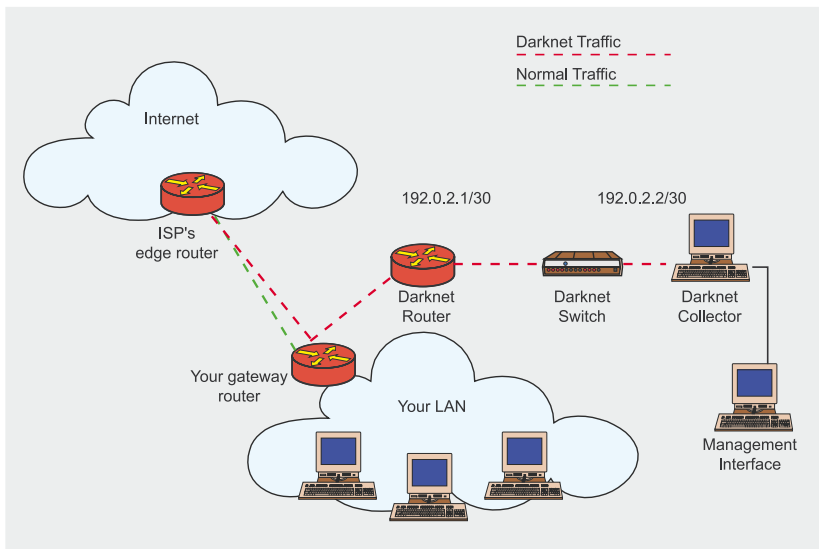 Darknet Traffic
Normal Traffic
Internet
192.0.2.1/30
192.0.2.2/30
ISP's
edge router
Darknet
Router
Darknet
Switch
Darknet
Collector
Your gateway
router
Your LAN
Management
Interface